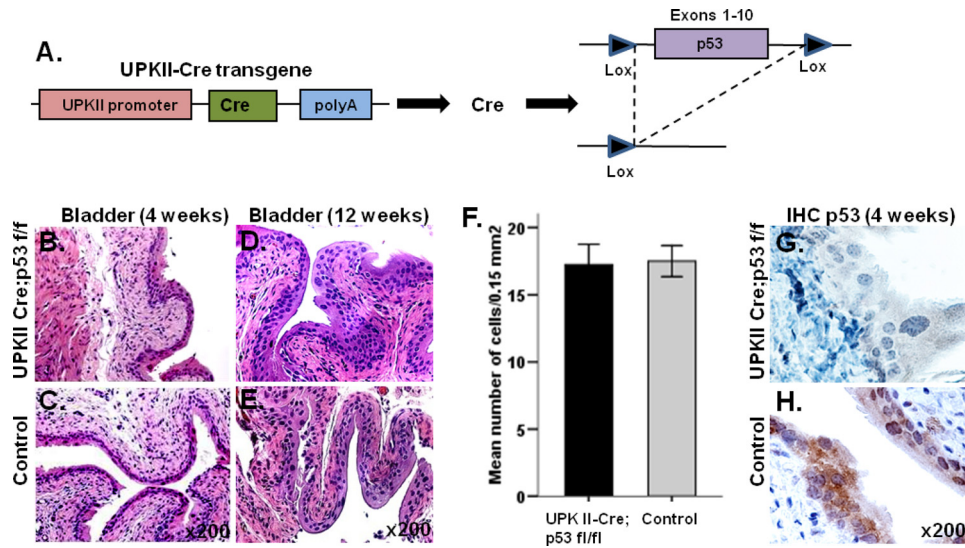 A.
UPKII-Cre transgene
UPKII promoter
Cre
polyA
Cre
Exons 1-10
p53
Lox
Lox
Lox
Bladder (4 weeks)
Bladder (12 weeks)
UPKII Cre;p53 f/f
Control
B.
D.
C.
E.
x200
x200
F.
Mean number of cells/0.15 mm2
20
15
10
5
0
UPK II-Cre;
p53 fl/fl
Control
IHC p53 (4 weeks)
UPKII Cre;p53 f/f
Control
G.
H.
x200